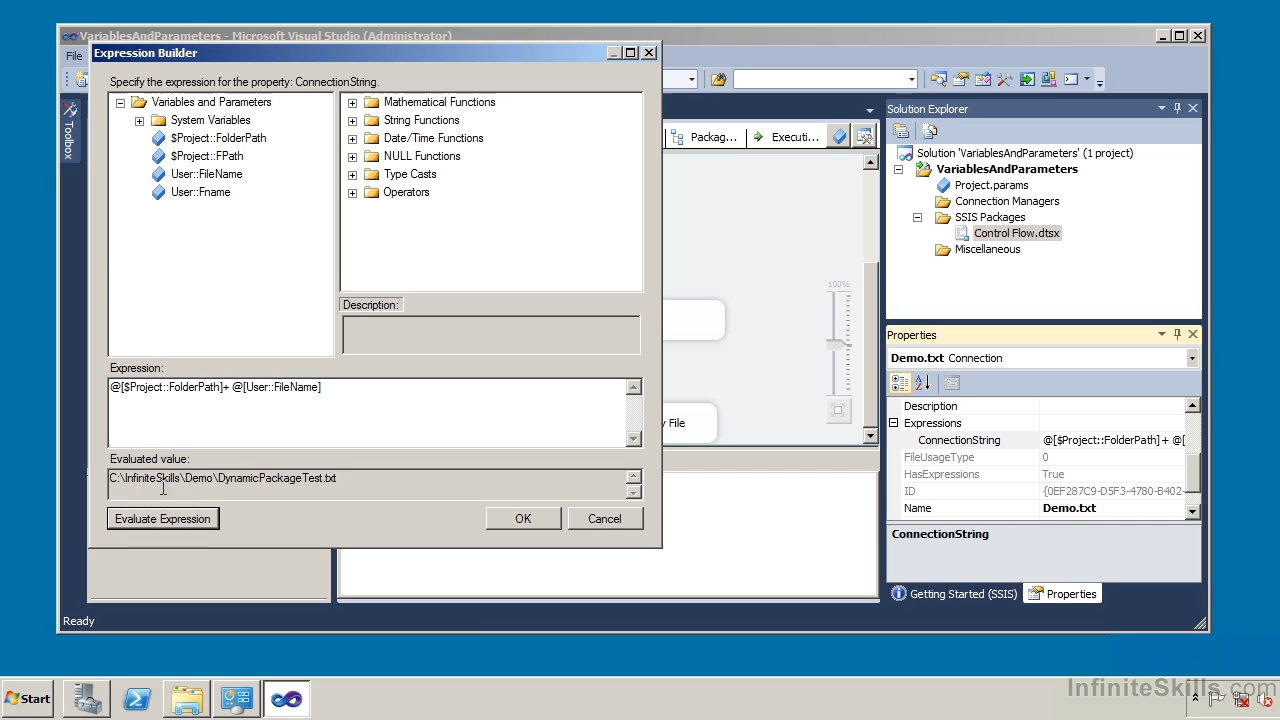 VariablesAndParameters - Microsoft Visual Studio (Administrator)
File
Expression Builder
Specify the expression for the property: ConnectionString.
Variables and Parameters
System Variables
$Project::FolderPath
$Project::FPath
User::FileName
User::Fname
Mathematical Functions
String Functions
Date/Time Functions
NULL Functions
Type Casts
Operators
Description:
Expression:
@[$Project::FolderPath]+ @[User::FileName]
Evaluated value:
C:\InfiniteSkills\Demo\DynamicPackageTest.txt
Evaluate Expression
OK
Cancel
Toolbox
Packag...
Executi...
100%
File
Solution Explorer
Solution 'VariablesAndParameters' (1 project)
VariablesAndParameters
Project.params
Connection Managers
SSIS Packages
Control Flow.dtsx
Miscellaneous
Properties
Demo.txt Connection
Description
Expressions
ConnectionString @[$Project::FolderPath]+ @[
FileUsageType 0
HasExpressions True
ID {0EF287C9-D5F3-4780-B402-
Name Demo.txt
ConnectionString
Getting Started (SSIS)
Properties
Ready
Start
InfiniteSkills.com